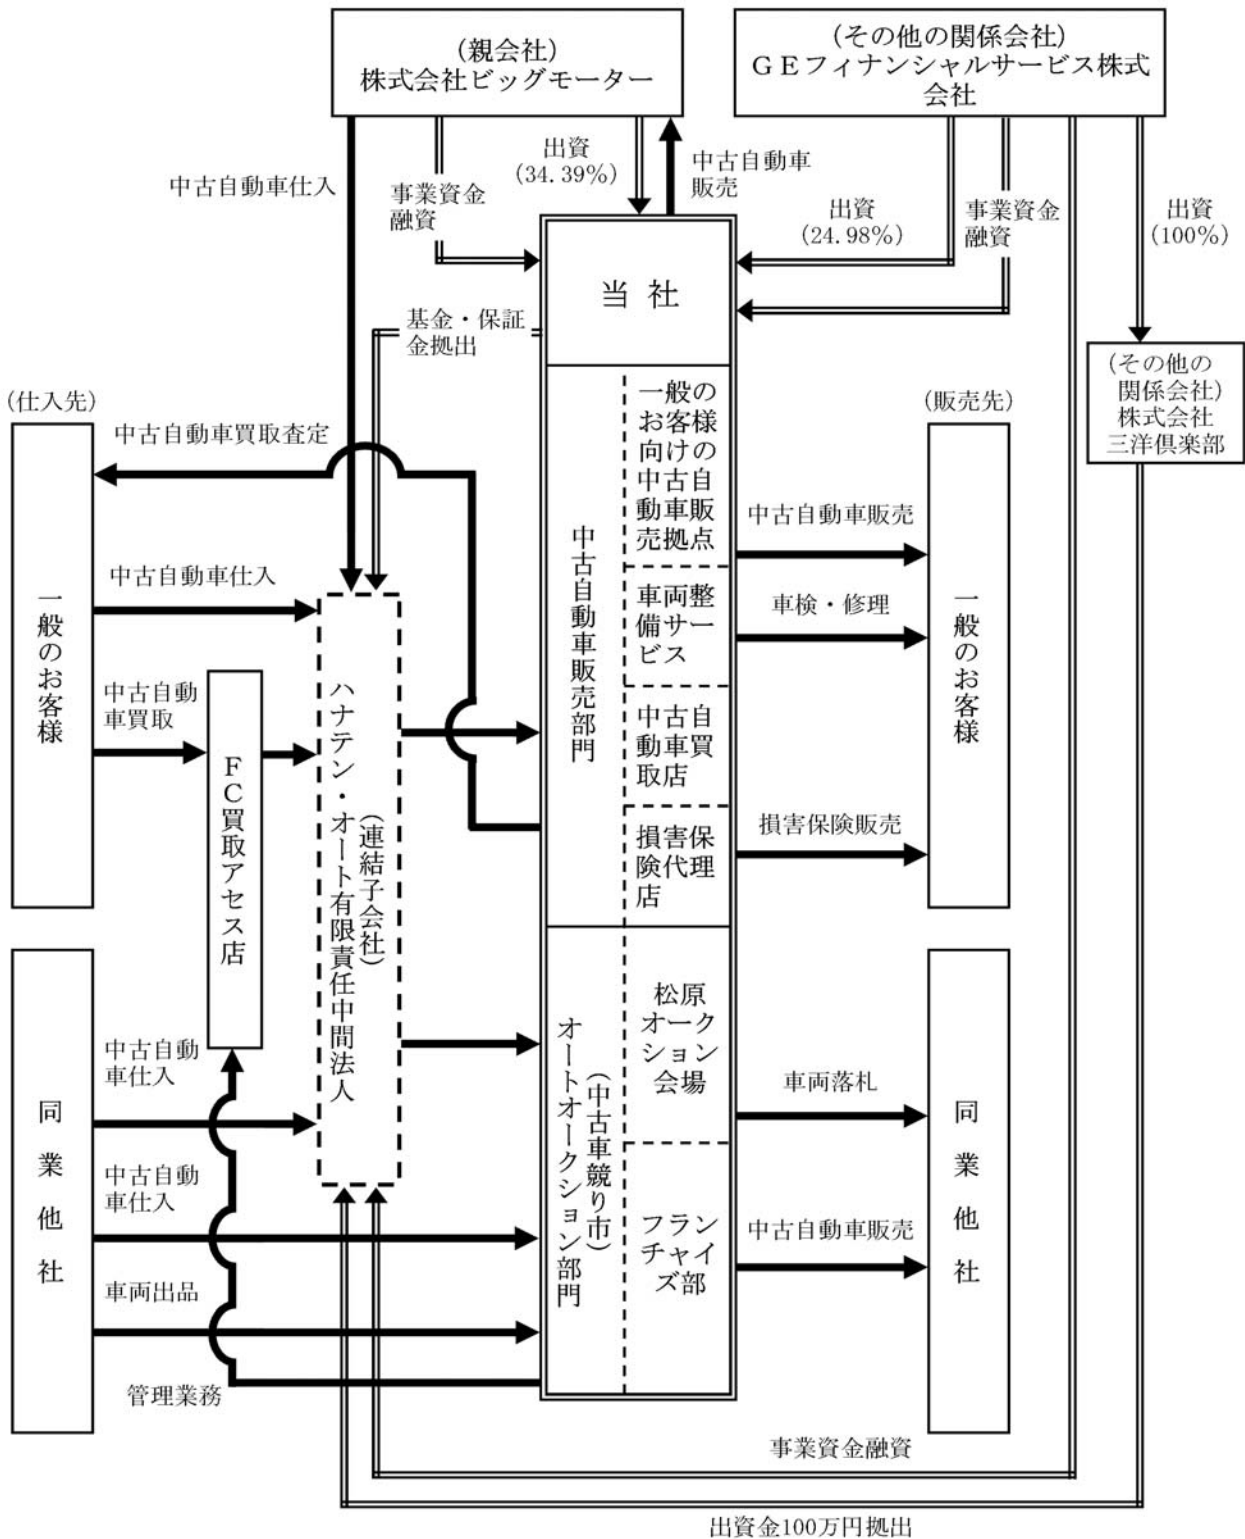 （親会社）
株式会社ビッグモーター
（その他の関係会社）
ＧＥフィナンシャルサービス株式
会社
中古自動車仕入
事業資金
融資
出資
(34.39%)
中古自動車
販売
出資
(24.98%)
事業資金
融資
出資
(100%)
当 社
基金・保証
金拠出
（その他の
関係会社）
株式会社
三洋倶楽部
（仕入先）
（販売先）
中古自動車買取査定
中古自動車仕入
一般のお客様
中古自動
車買取
ＦＣ買取アセス店
ハナテン・オート有限責任中間法人
（連結子会社）
中古自動車販売部門
一般の
お客様
向けの
中古自
動車販
売拠点
車両整
備サー
ビス
中古自
動車買
取店
損害保
険代理
店
中古自動車販売
車検・修理
損害保険販売
一般のお客様
同業他社
中古自動
車仕入
中古自動
車仕入
車両出品
管理業務
オートオークション部門
（中古車競り市）
松原
オーク
ション
会場
フラン
チャイ
ズ部
車両落札
中古自動車販売
同業他社
事業資金融資
出資金100万円拠出